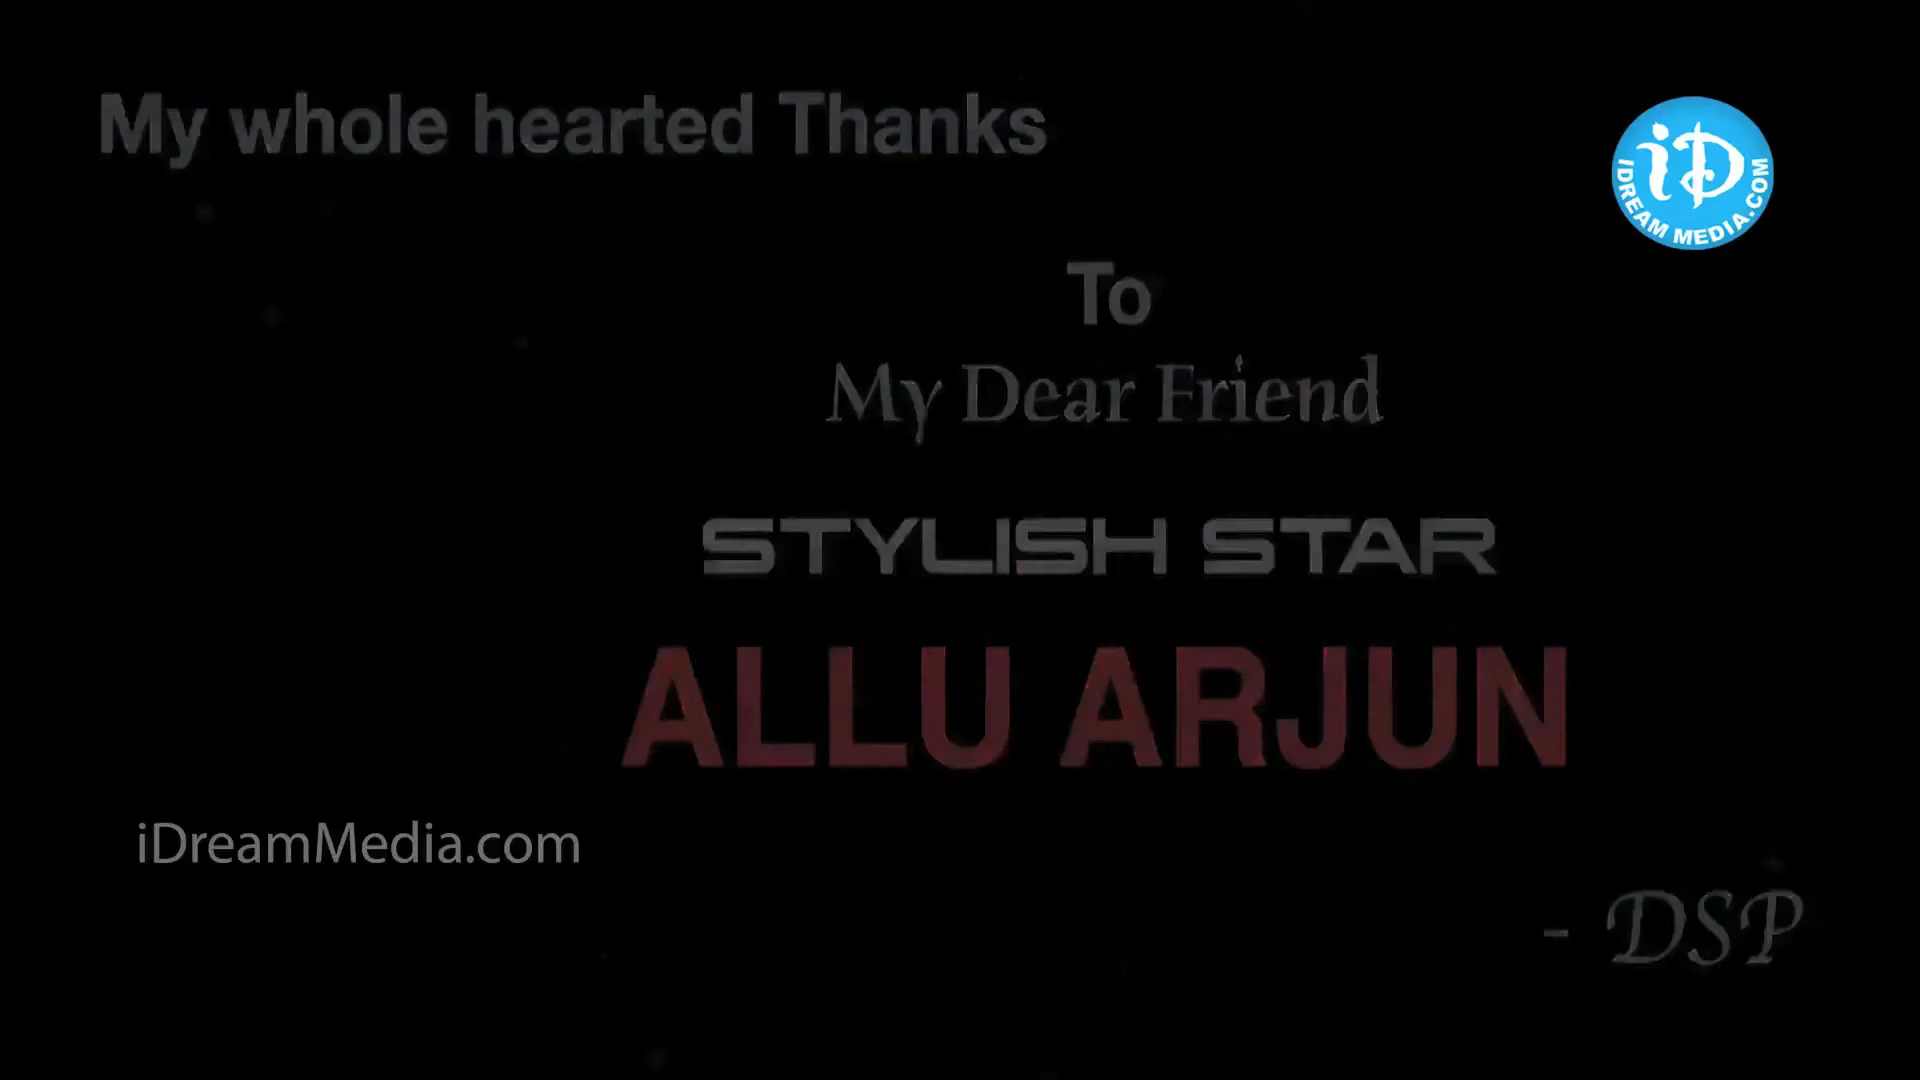 My whole hearted Thanks
iD
IDREAM MEDIA.COM
To
My Dear Friend
STYLISH STAR
ALLU ARJUN
iDreamMedia.com
- DSP